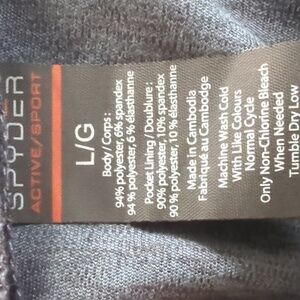 SPYDER
ACTIVE/SPORT
L/G
Body / Corps :
94% polyester, 6% spandex
94 % polyester, 6 % élasthanne
Pocket Lining / Doublure :
90% polyester, 10% spandex
90 % polyester, 10 % élasthanne
Made in Cambodia
Fabriqué au Cambodge
Machine Wash Cold
With Like Colours
Normal Cycle
Only Non-Chlorine Bleach
When Needed
Tumble Dry Low